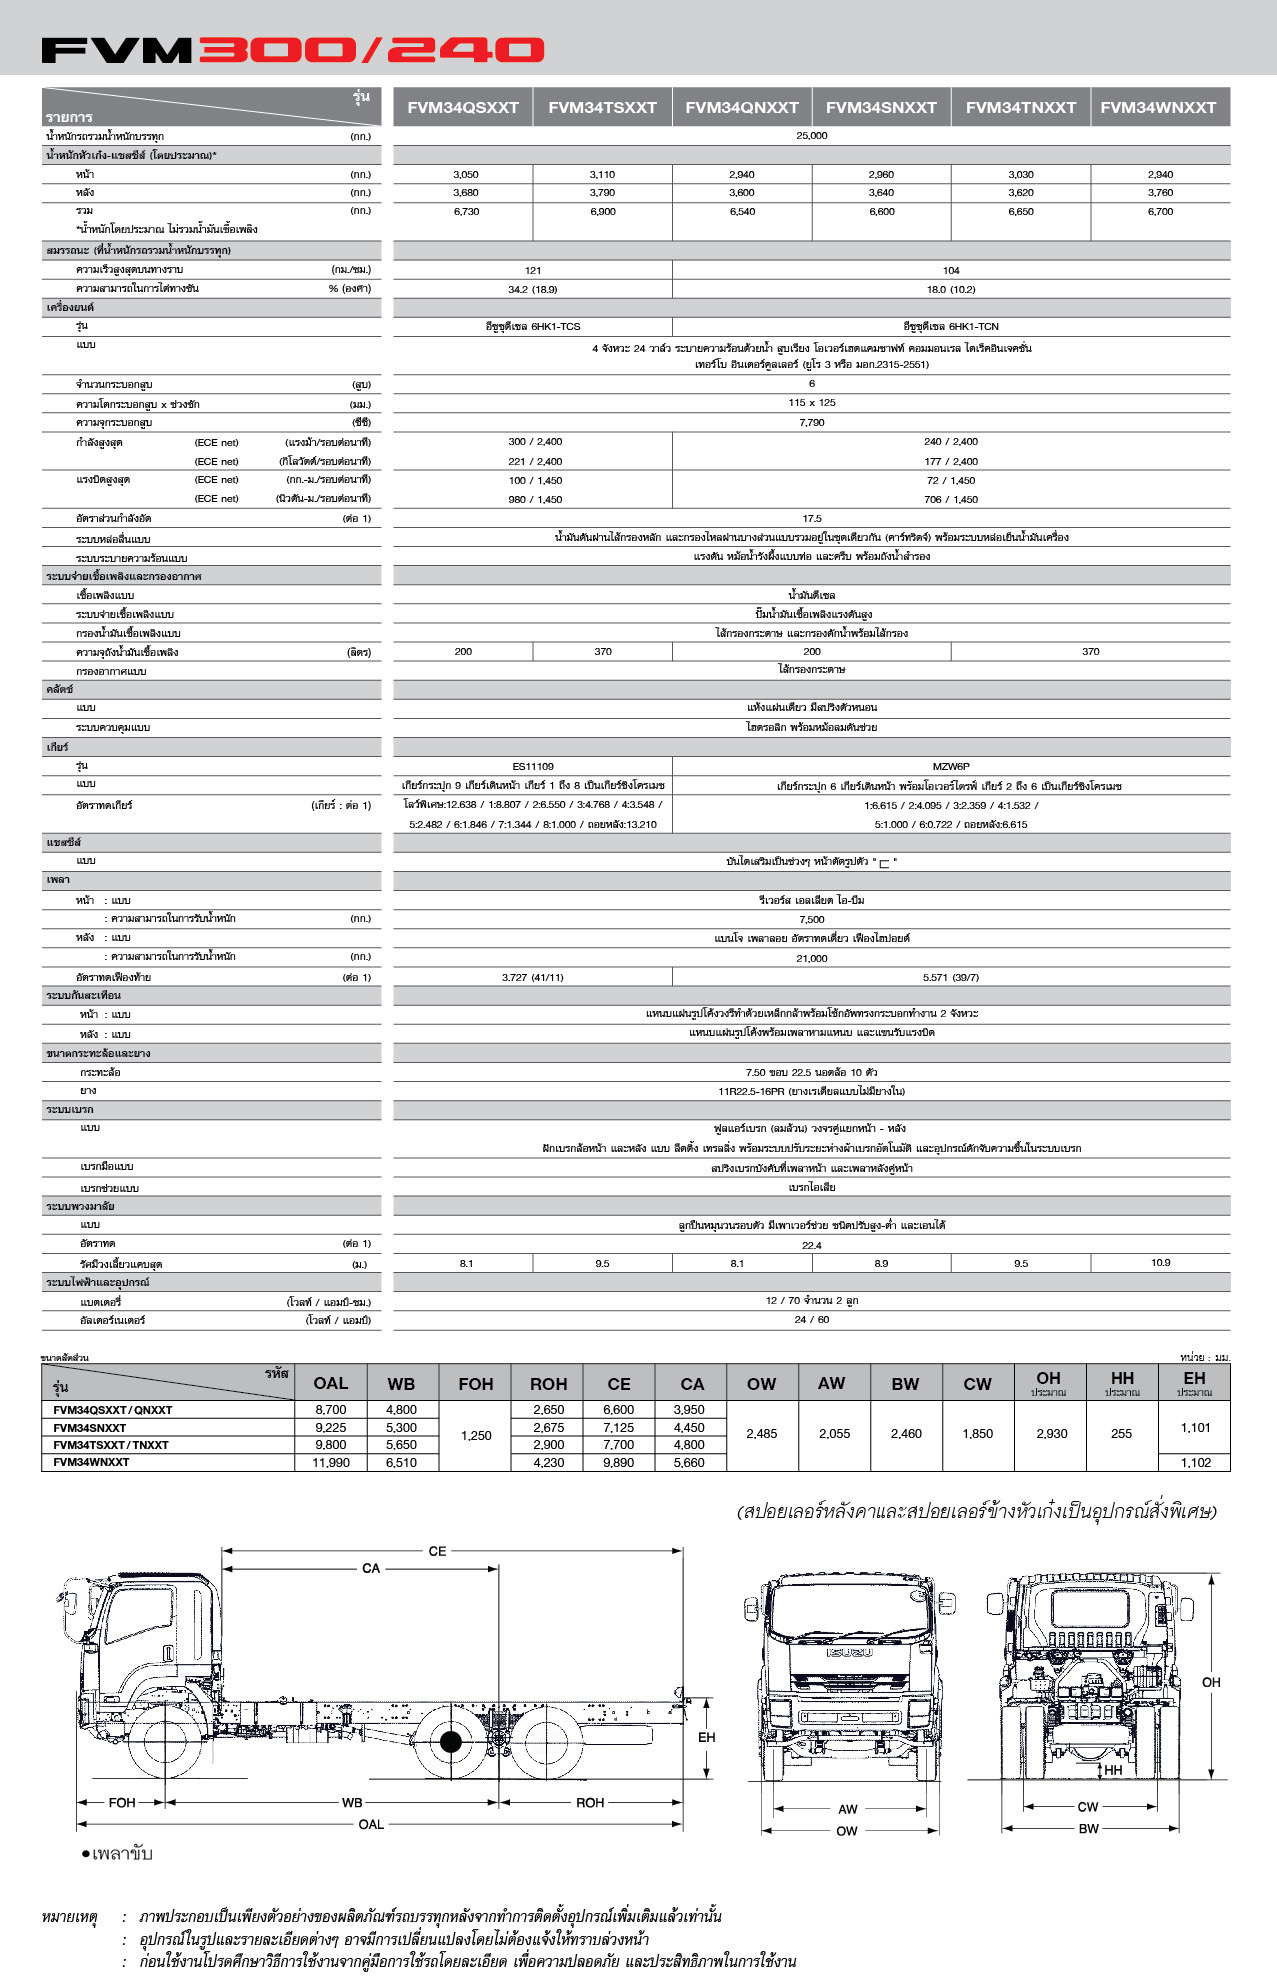 FVM300/240
รุ่น
รายการ
FVM34QSXXT FVM34TSXXT FVM34QNXXT FVM34SNXXT FVM34TNXXT FVM34WNXXT
น้ำหนักรถรวมน้ำหนักบรรทุก (กก.) 25,000
น้ำหนักหัวเก๋ง-แชสซีส์ (โดยประมาณ)*
หน้า (กก.) 3,050 3,110 2,940 2,960 3,030 2,940
หลัง (กก.) 3,680 3,790 3,600 3,640 3,620 3,760
รวม (กก.) 6,730 6,900 6,540 6,600 6,650 6,700
*น้ำหนักโดยประมาณ ไม่รวมน้ำมันเชื้อเพลิง
สมรรถนะ (ที่น้ำหนักรถรวมน้ำหนักบรรทุก)
ความเร็วสูงสุดบนทางราบ (กม./ชม.) 121 104
ความสามารถในการไต่ทางชัน % (องศา) 34.2 (18.9) 18.0 (10.2)
เครื่องยนต์
รุ่น อีซูซุดีเซล 6HK1-TCS อีซูซุดีเซล 6HK1-TCN
แบบ 4 จังหวะ 24 วาล์ว ระบายความร้อนด้วยน้ำ สูบเรียง โอเวอร์เฮดแคมชาฟท์ คอมมอนเรล ไดเร็คอินเจคชั่น
เทอร์โบ อินเตอร์คูลเลอร์ (ยูโร 3 หรือ มอก.2315-2551)
จำนวนกระบอกสูบ (สูบ) 6
ความโตกระบอกสูบ x ช่วงชัก (มม.) 115 x 125
ความจุกระบอกสูบ (ซีซี) 7,790
กำลังสูงสุด (ECE net) (แรงม้า/รอบต่อนาที) 300 / 2,400 240 / 2,400
(ECE net) (กิโลวัตต์/รอบต่อนาที) 221 / 2,400 177 / 2,400
แรงบิดสูงสุด (ECE net) (กก.-ม./รอบต่อนาที) 100 / 1,450 72 / 1,450
(ECE net) (นิวตัน-ม./รอบต่อนาที) 980 / 1,450 706 / 1,450
อัตราส่วนกำลังอัด (ต่อ 1) 17.5
ระบบหล่อลื่นแบบ น้ำมันดันผ่านไส้กรองหลัก และกรองไหลผ่านบางส่วนแบบรวมอยู่ในชุดเดียวกัน (คาร์ทริดจ์) พร้อมระบบหล่อเย็นน้ำมันเครื่อง
ระบบระบายความร้อนแบบ แรงดัน หม้อน้ำรังผึ้งแบบท่อ และครีบ พร้อมถังน้ำสำรอง
ระบบจ่ายเชื้อเพลิงและกรองอากาศ
เชื้อเพลิงแบบ น้ำมันดีเซล
ระบบจ่ายเชื้อเพลิงแบบ ปั๊มน้ำมันเชื้อเพลิงแรงดันสูง
กรองน้ำมันเชื้อเพลิงแบบ ไส้กรองกระดาษ และกรองดักน้ำพร้อมไส้กรอง
ความจุถังน้ำมันเชื้อเพลิง (ลิตร) 200 370 200 370
กรองอากาศแบบ ไส้กรองกระดาษ
คลัตช์
แบบ แห้งแผ่นเดียว มีสปริงตัวหนอน
ระบบควบคุมแบบ ไฮดรอลิก พร้อมหม้อลมดันช่วย
เกียร์
รุ่น ES11109 MZW6P
แบบ เกียร์กระปุก 9 เกียร์เดินหน้า เกียร์ 1 ถึง 8 เป็นเกียร์ซิงโครเมช เกียร์กระปุก 6 เกียร์เดินหน้า พร้อมโอเวอร์ไดรฟ์ เกียร์ 2 ถึง 6 เป็นเกียร์ซิงโครเมช
อัตราทดเกียร์ (เกียร์ : ต่อ 1) โลว์พิเศษ:12.638 / 1:8.807 / 2:6.550 / 3:4.768 / 4:3.548 / 1:6.615 / 2:4.095 / 3:2.359 / 4:1.532 /
5:2.482 / 6:1.846 / 7:1.344 / 8:1.000 / ถอยหลัง:13.210 5:1.000 / 6:0.722 / ถอยหลัง:6.615
แชสซีส์
แบบ บันไดเสริมเป็นช่วงๆ หน้าตัดรูปตัว "⊏"
เพลา
หน้า : แบบ รีเวอร์ส เอลเลียต ไอ-บีม
: ความสามารถในการรับน้ำหนัก (กก.) 7,500
หลัง : แบบ แบนโจ เพลาลอย อัตราทดเดี่ยว เฟืองไฮปอยด์
: ความสามารถในการรับน้ำหนัก (กก.) 21,000
อัตราทดเฟืองท้าย (ต่อ 1) 3.727 (41/11) 5.571 (39/7)
ระบบกันสะเทือน
หน้า : แบบ แหนบแผ่นรูปโค้งวงรีทำด้วยเหล็กกล้าพร้อมโช้กอัพทรงกระบอกทำงาน 2 จังหวะ
หลัง : แบบ แหนบแผ่นรูปโค้งพร้อมเพลาหามแหนบ และแขนรับแรงบิด
ขนาดกระทะล้อและยาง
กระทะล้อ 7.50 ขอบ 22.5 นอตล้อ 10 ตัว
ยาง 11R22.5-16PR (ยางเรเดียลแบบไม่มียางใน)
ระบบเบรก
แบบ ฟูลแอร์เบรก (ลมล้วน) วงจรคู่แยกหน้า - หลัง
ฝักเบรกล้อหน้า และหลัง แบบ ลีดดิ้ง เทรลลิ่ง พร้อมระบบปรับระยะห่างผ้าเบรกอัตโนมัติ และอุปกรณ์ดักจับความชื้นในระบบเบรก
เบรกมือแบบ สปริงเบรกบังคับที่เพลาหน้า และเพลาหลังคู่หน้า
เบรกช่วยแบบ เบรกไอเสีย
ระบบพวงมาลัย
แบบ ลูกปืนหมุนวนรอบตัว มีเพาเวอร์ช่วย ชนิดปรับสูง-ต่ำ และเอนได้
อัตราทด (ต่อ 1) 22.4
รัศมีวงเลี้ยวแคบสุด (ม.) 8.1 9.5 8.1 8.9 9.5 10.9
ระบบไฟฟ้าและอุปกรณ์
แบตเตอรี่ (โวลท์ / แอมป์-ชม.) 12 / 70 จำนวน 2 ลูก
อัลเตอร์เนเตอร์ (โวลท์ / แอมป์) 24 / 60
ขนาดสัดส่วน หน่วย : มม.
รหัส
รุ่น
OAL WB FOH ROH CE CA OW AW BW CW OH ประมาณ HH ประมาณ EH ประมาณ
FVM34QSXXT / QNXXT 8,700 4,800 2,650 6,600 3,950
FVM34SNXXT 9,225 5,300 1,250 2,675 7,125 4,450 2,485 2,055 2,460 1,850 2,930 255 1,101
FVM34TSXXT / TNXXT 9,800 5,650 2,900 7,700 4,800
FVM34WNXXT 11,990 6,510 4,230 9,890 5,660 1,102
(สปอยเลอร์หลังคาและสปอยเลอร์ข้างหัวเก๋งเป็นอุปกรณ์สั่งพิเศษ)
CE
CA
ISUZU
OH
EH
HH
FOH WB ROH
OAL
AW
OW
CW
BW
●เพลาขับ
หมายเหตุ : ภาพประกอบเป็นเพียงตัวอย่างของผลิตภัณฑ์รถบรรทุกหลังจากทำการติดตั้งอุปกรณ์เพิ่มเติมแล้วเท่านั้น
: อุปกรณ์ในรูปและรายละเอียดต่างๆ อาจมีการเปลี่ยนแปลงโดยไม่ต้องแจ้งให้ทราบล่วงหน้า
: ก่อนใช้งานโปรดศึกษาวิธีการใช้งานจากคู่มือการใช้รถโดยละเอียด เพื่อความปลอดภัย และประสิทธิภาพในการใช้งาน